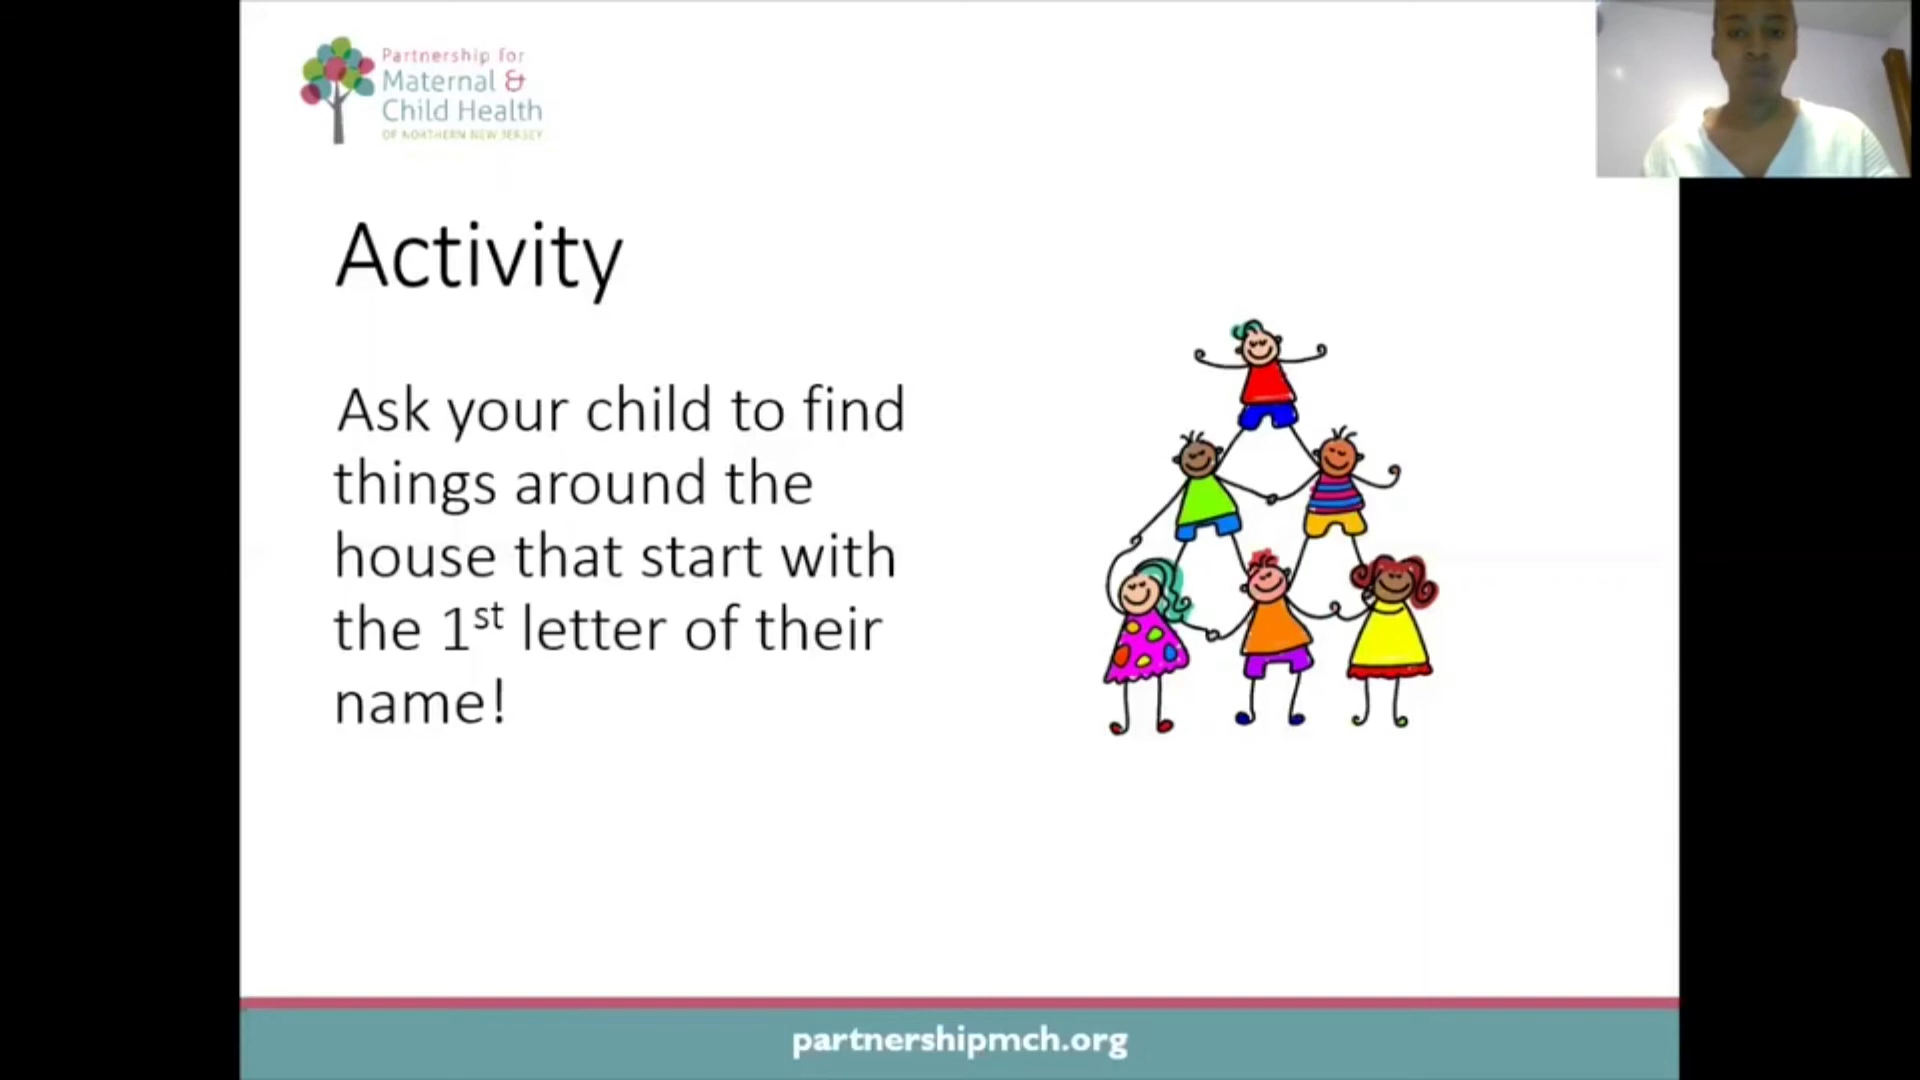 Partnership for
Maternal &
Child Health
OF NORTHERN NEW JERSEY
Activity
Ask your child to find
things around the
house that start with
the 1st letter of their
name!
partnershipmch.org